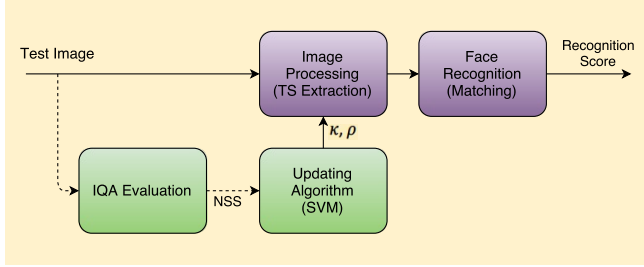 Test Image
Image
Processing
(TS Extraction)
Face
Recognition
(Matching)
Recognition
Score
κ, ρ
IQA Evaluation
NSS
Updating
Algorithm
(SVM)